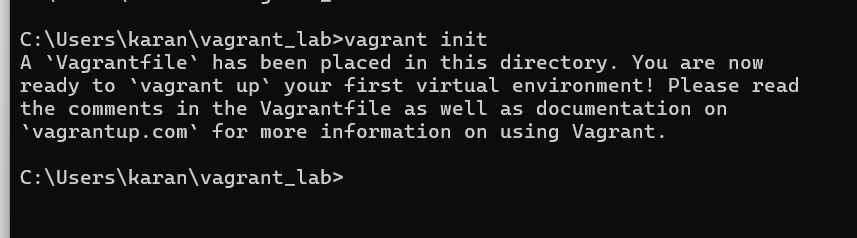 C:\Users\karan\vagrant_lab>vagrant init
A `Vagrantfile` has been placed in this directory. You are now
ready to `vagrant up` your first virtual environment! Please read
the comments in the Vagrantfile as well as documentation on
`vagrantup.com` for more information on using Vagrant.
C:\Users\karan\vagrant_lab>